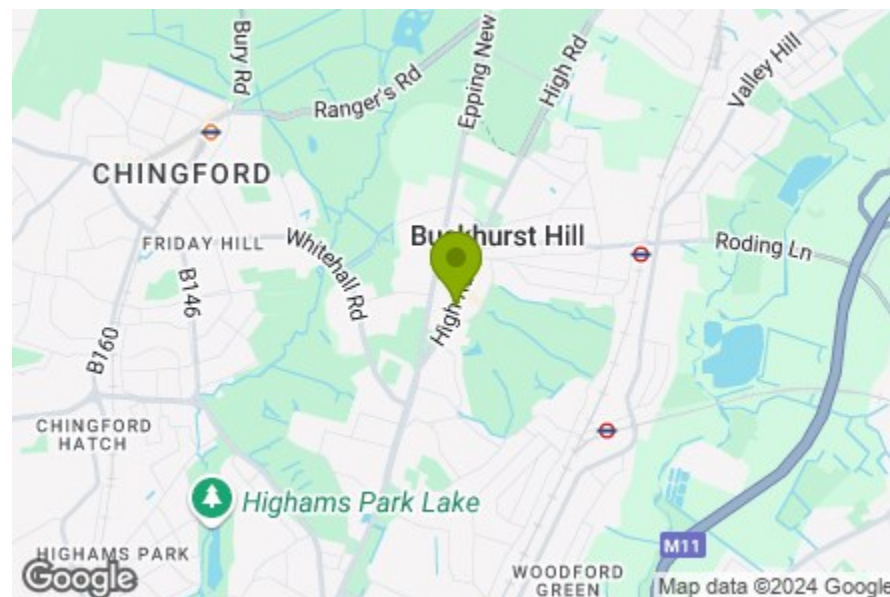 Bury Rd
Ranger's Rd
Epping New
High Rd
Valley Hill
CHINGFORD
FRIDAY HILL
Whitehall Rd
B146
B160
Buckhurst Hill
Roding Ln
High
CHINGFORD
HATCH
Highams Park Lake
HIGHAMS PARK
M11
WOODFORD
GREEN
Google
Map data ©2024 Google